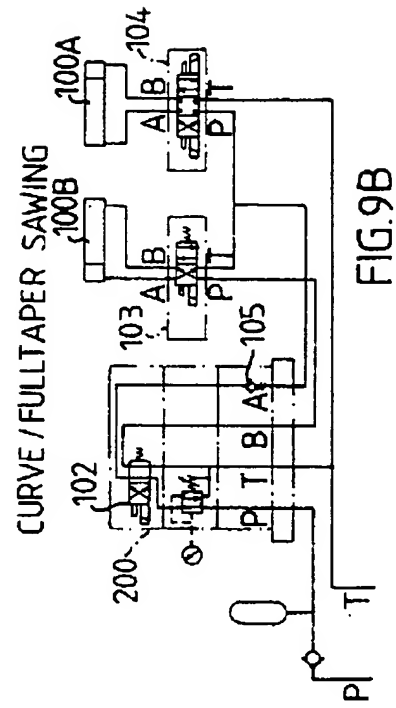 CURVE/FULLTAPER SAWING
100A
100B
104
A B
A B
P T
P T
103
102
105
200
P T B A
P T
FIG.9B